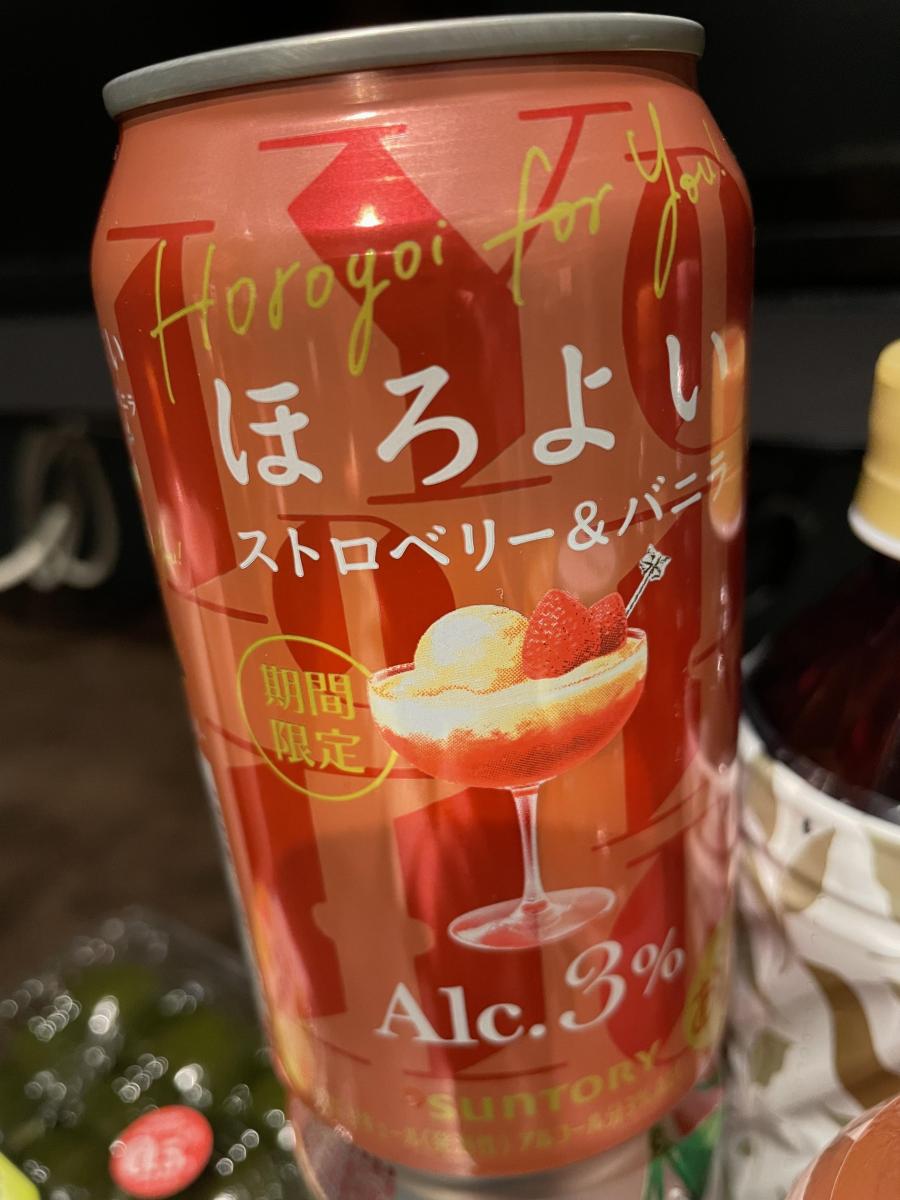 Horoyoi for You!
ほろよい
ストロベリー&バニラ
期間
限定
Alc.3%
SUNTORY